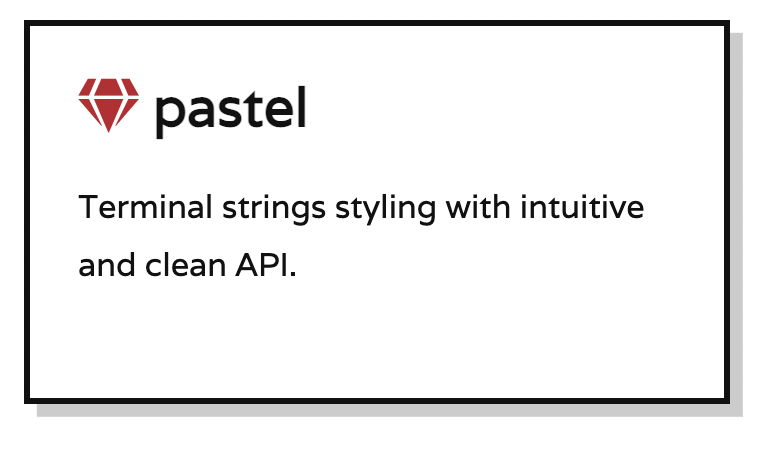 pastel
Terminal strings styling with intuitive
and clean API.